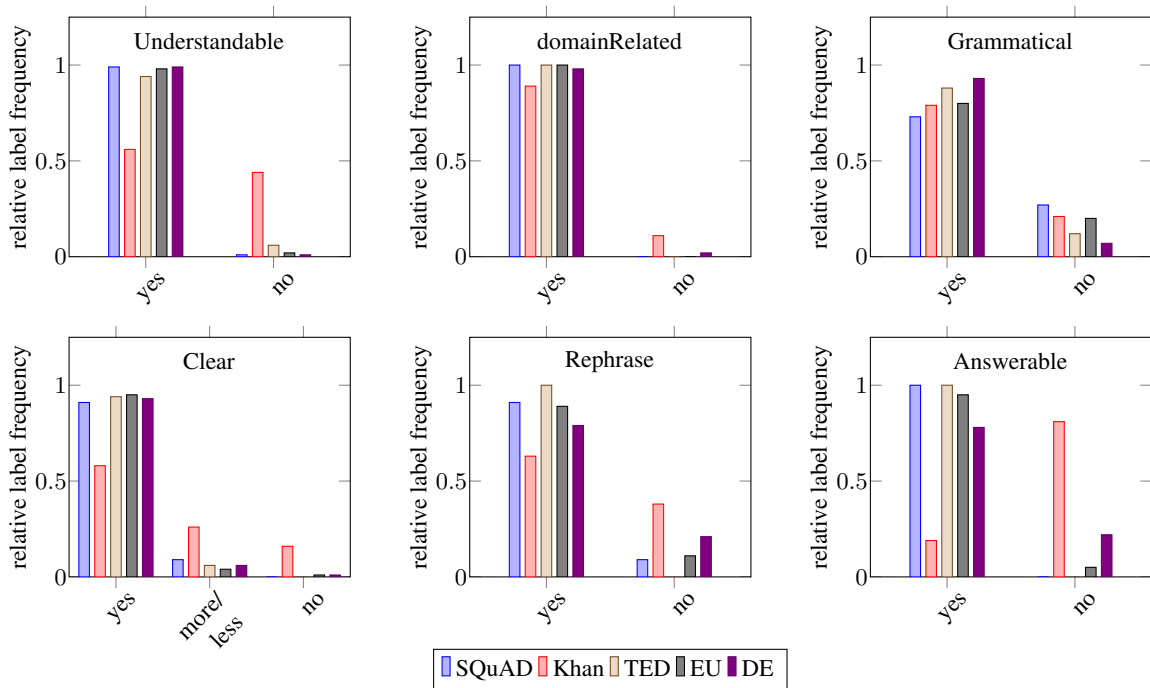 Understandable
relative label frequency
1
0.5
0
yes
no
domainRelated
relative label frequency
1
0.5
0
yes
no
Grammatical
relative label frequency
1
0.5
0
yes
no
Clear
relative label frequency
1
0.5
0
yes
more/
less
no
Rephrase
relative label frequency
1
0.5
0
yes
no
Answerable
relative label frequency
1
0.5
0
yes
no
SQuAD Khan TED EU DE